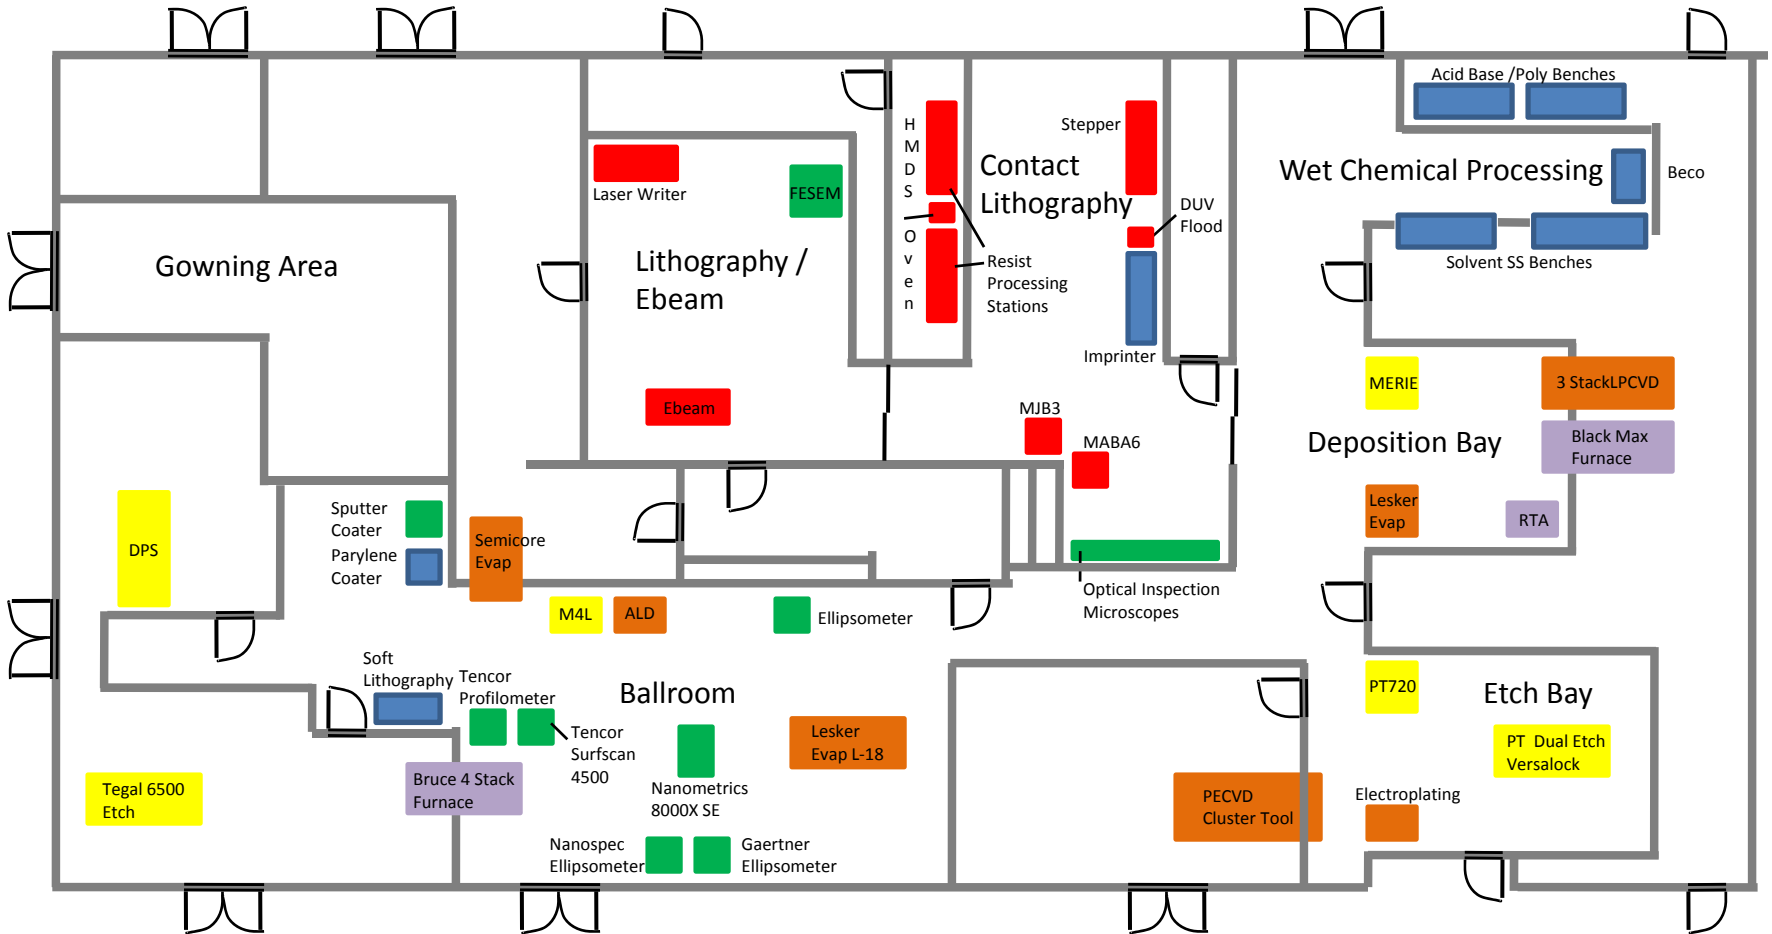 Acid Base /Poly Benches
H
M
D
S
O
v
e
n
Stepper
Contact
Lithography
Wet Chemical Processing
Beco
Laser Writer
FESEM
DUV
Flood
Gowning Area
Lithography /
Ebeam
Resist
Processing
Stations
Solvent SS Benches
Imprinter
MERIE
3 StackLPCVD
Ebeam
MJB3
MABA6
Deposition Bay
Black Max
Furnace
Sputter
Coater
Parylene
Coater
DPS
Semicore
Evap
Lesker
Evap
RTA
Optical Inspection
Microscopes
M4L
ALD
Ellipsometer
Soft
Lithography
Tencor
Profilometer
Ballroom
PT720
Etch Bay
Tencor
Surfscan
4500
Lesker
Evap L-18
PT  Dual Etch
Versalock
Tegal 6500
Etch
Bruce 4 Stack
Furnace
Nanometrics
8000X SE
PECVD
Cluster Tool
Electroplating
Nanospec
Ellipsometer
Gaertner
Ellipsometer